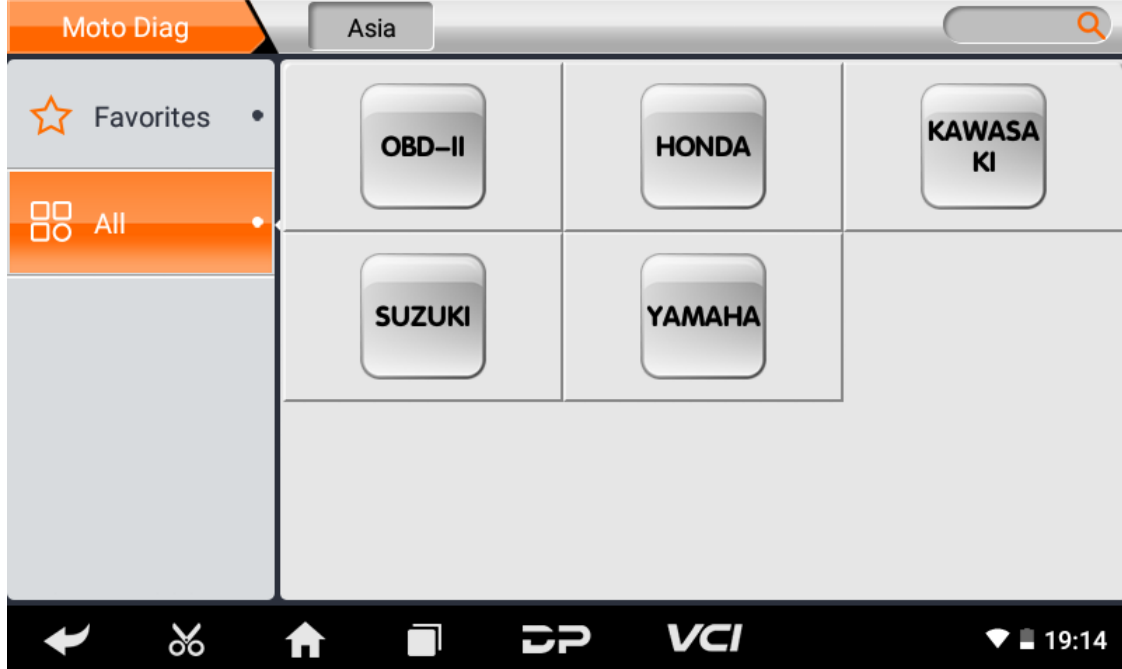 Moto Diag
Asia
Favorites
All
OBD-II
HONDA
KAWASA
KI
SUZUKI
YAMAHA
DP
VCI
19:14